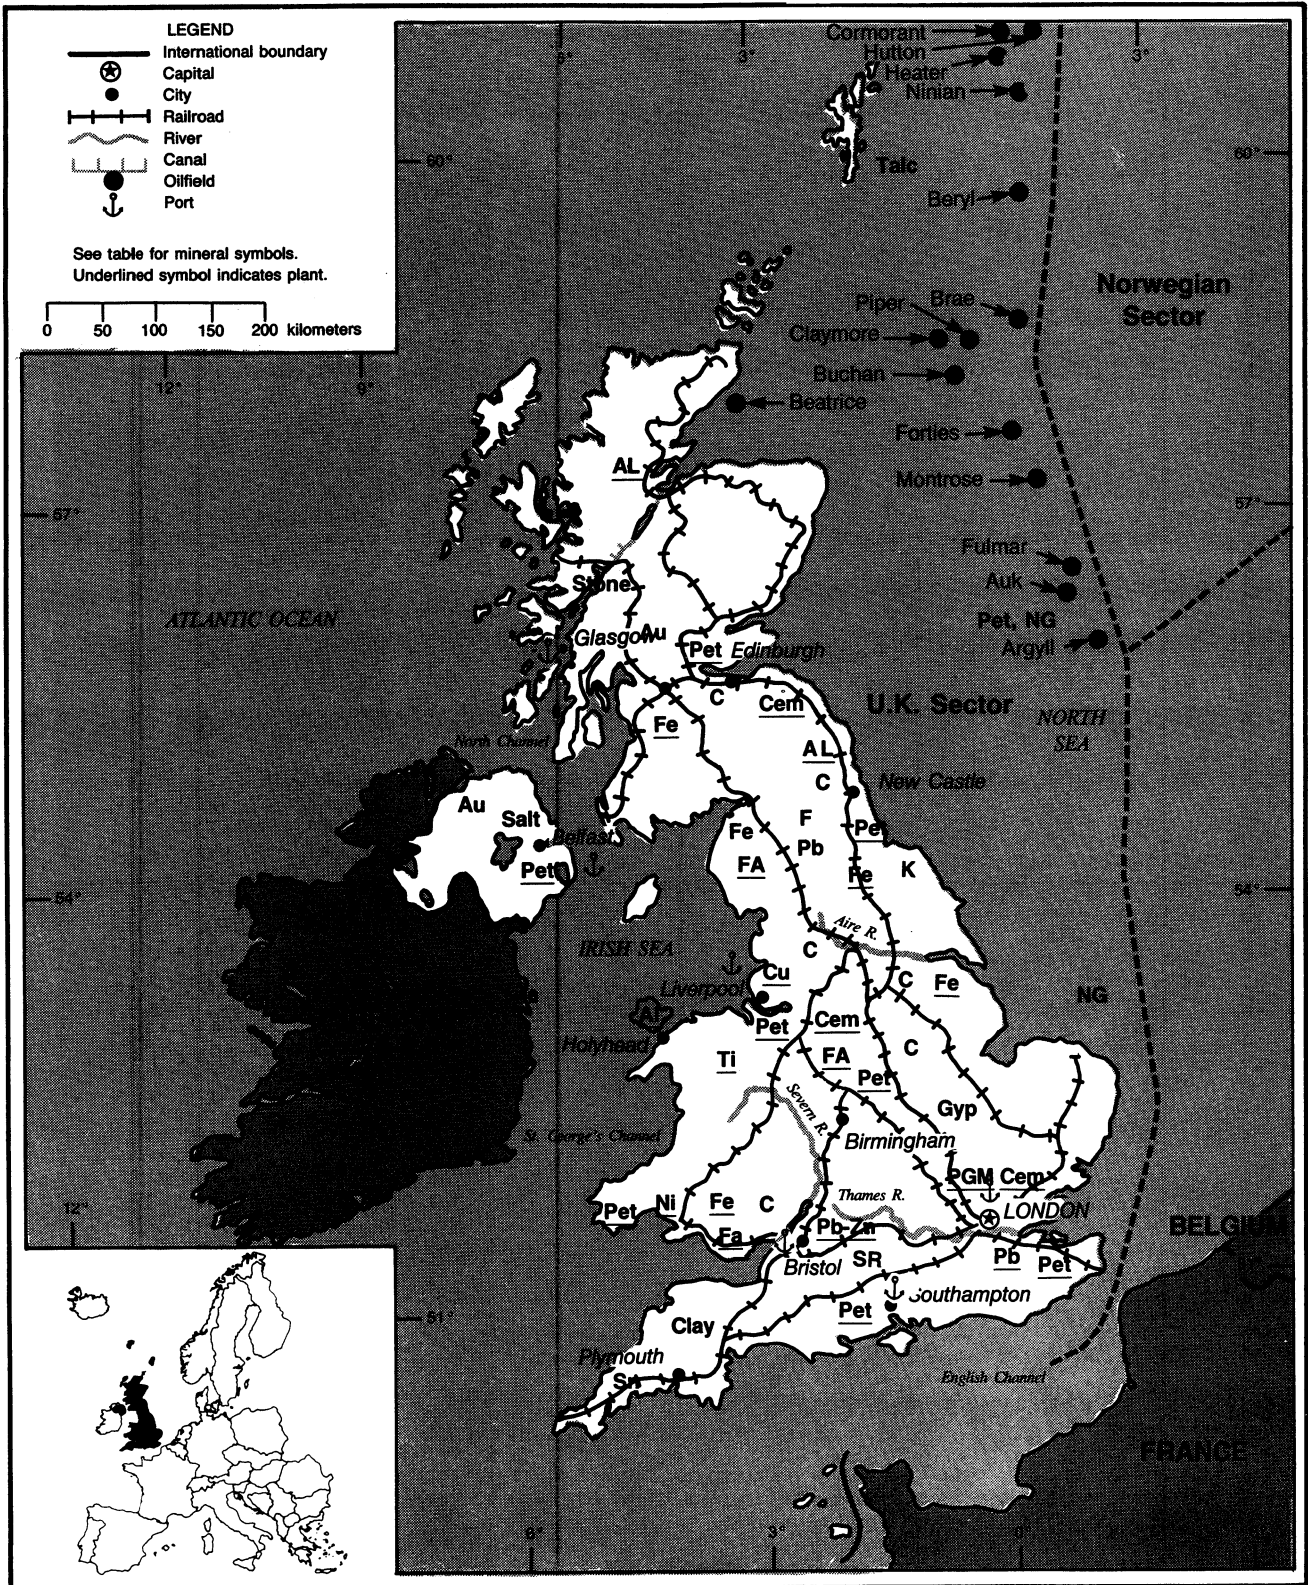 LEGEND
International boundary
Capital
City
Railroad
River
Canal
Oilfield
Port
See table for mineral symbols.
Underlined symbol indicates plant.
0 50 100 150 200 kilometers
3°
3°
Cormorant
Hutton
Heater
Ninian
60°
60°
Talc
Beryl
Norwegian
Sector
Piper
Brae
Claymore
Buchan
Beatrice
12°
Forties
AL
Montrose
57°
57°
Fulmar
Auk
Stone
Pet, NG
Argyll
ATLANTIC OCEAN
Glasgow
Au
Pet
Edinburgh
C
Cem
U.K. Sector
NORTH
SEA
Fe
North Channel
AL
C
New Castle
Au
Salt
Belfast
Pet
F
Fe
Pb
Pet
FA
Fe
K
54°
54°
Aire R.
IRISH SEA
C
Cu
C
Fe
Liverpool
NG
Al
Pet
Cem
Holyhead
Ti
FA
C
Pet
Severn R.
Gyp
St. George's Channel
Birmingham
PGM
Cem
Pet
Ni
Fe
C
Thames R.
LONDON
12°
Fa
Pb-Zn
BELGIUM
Bristol
SR
Pb
Pet
Southampton
Pet
51°
Clay
Plymouth
Sn
English Channel
FRANCE
6°
3°